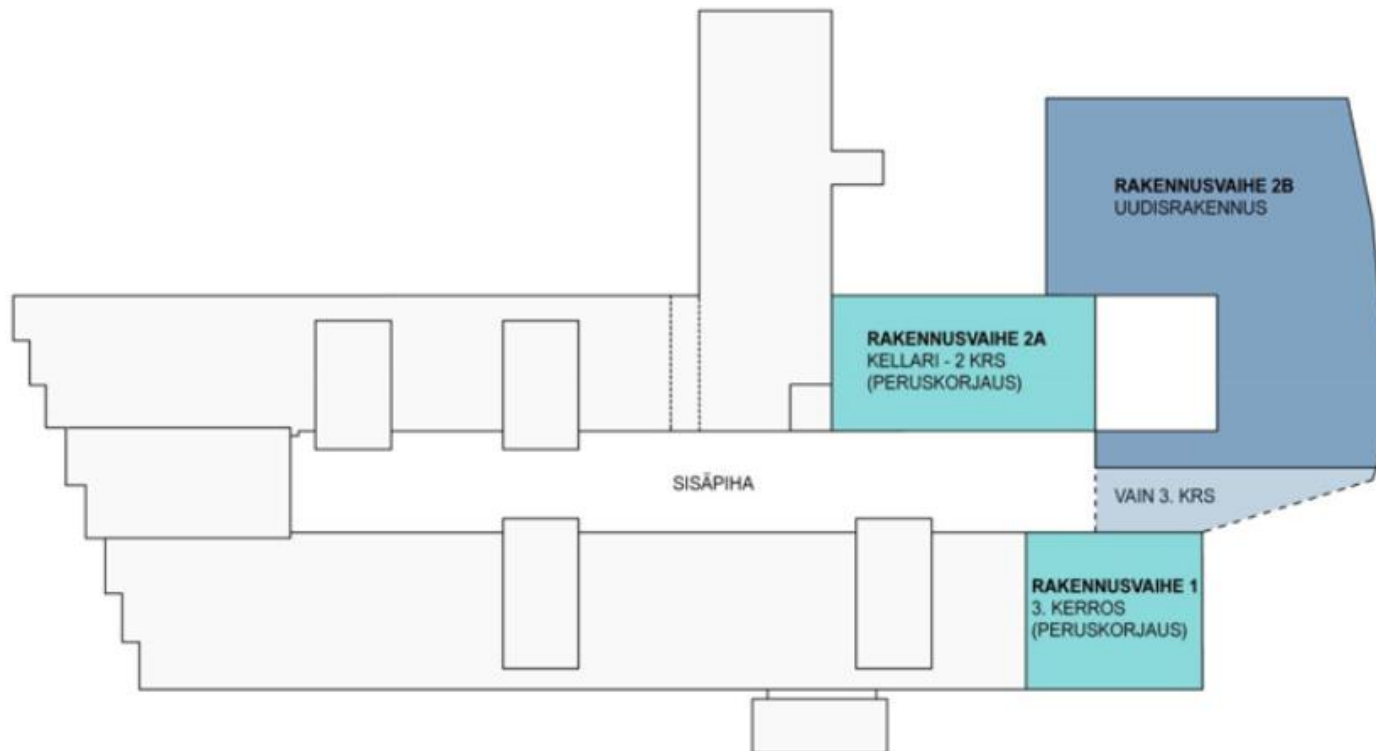 RAKENNUSVAIHE 2B
UUDISRAKENNUS
RAKENNUSVAIHE 2A
KELLARI - 2 KRS
(PERUSKORJAUS)
SISÄPIHA
VAIN 3. KRS
RAKENNUSVAIHE 1
3. KERROS
(PERUSKORJAUS)